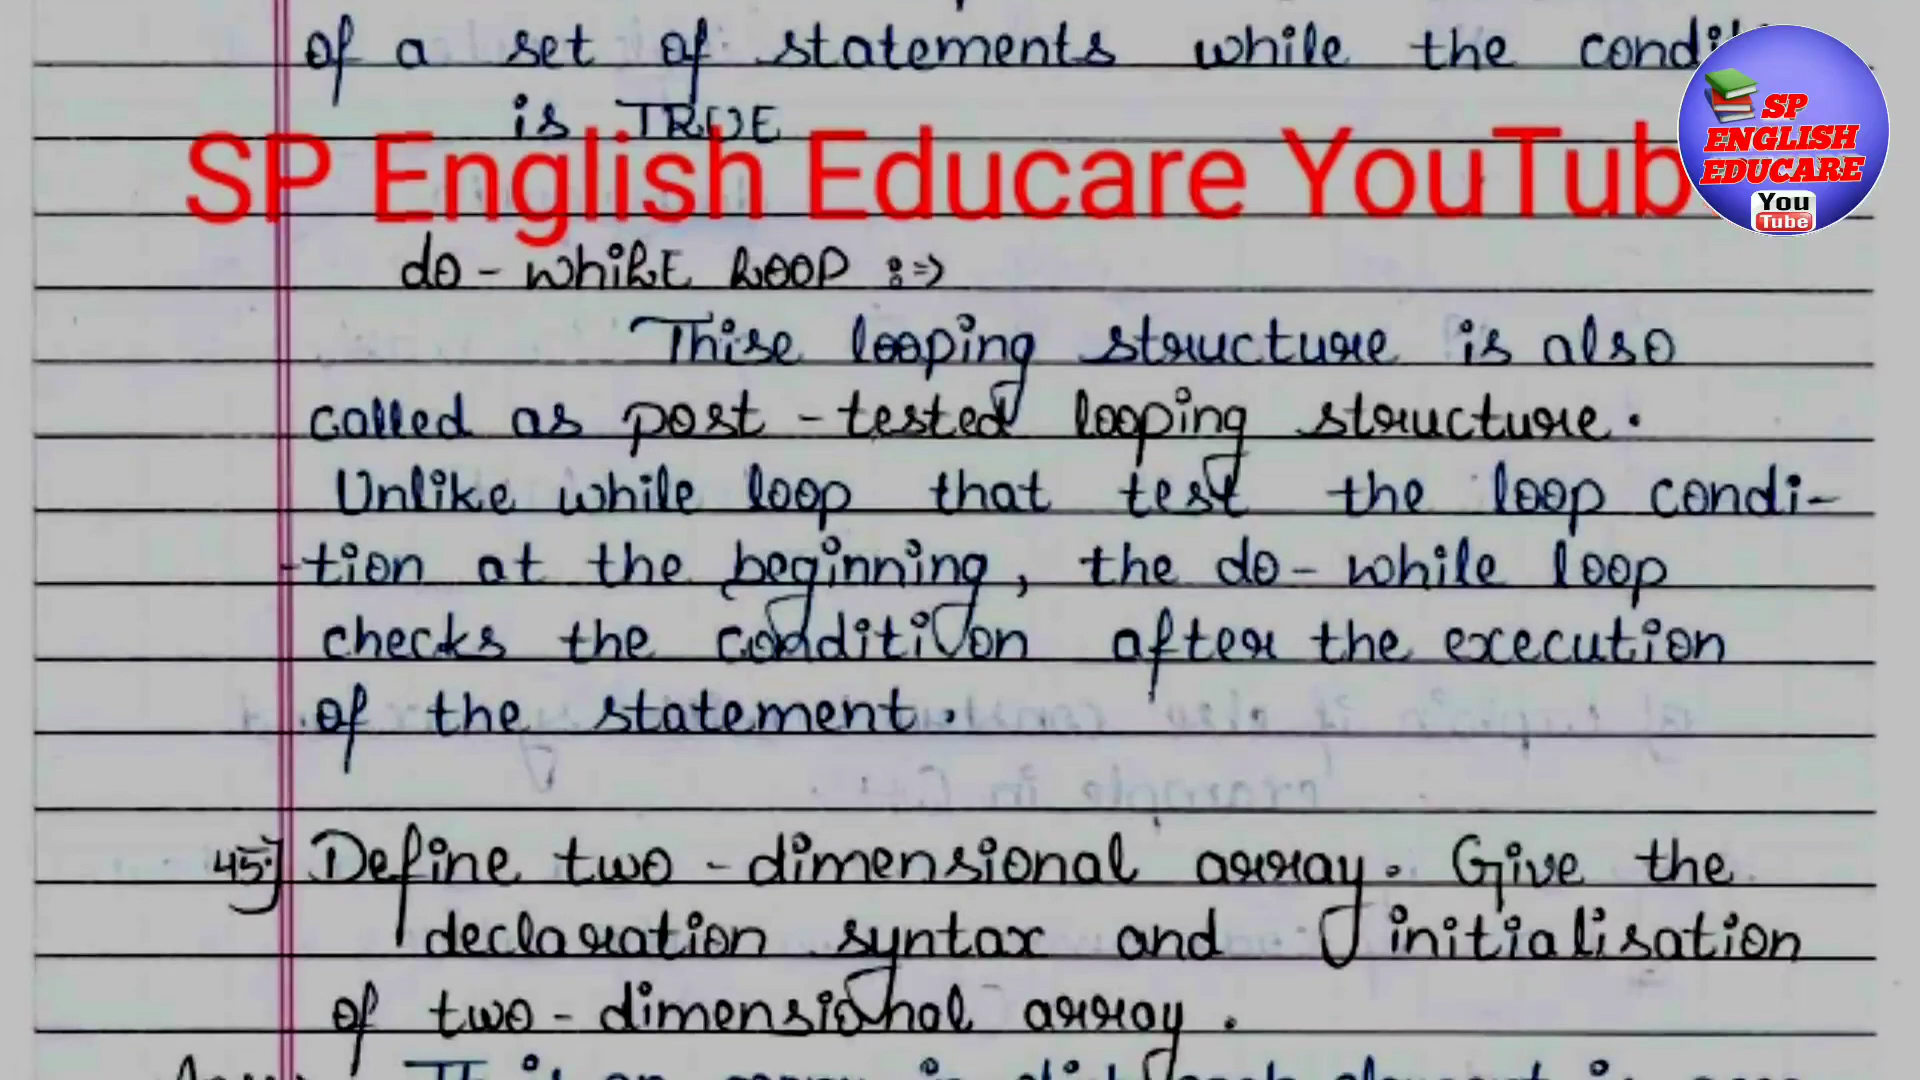 of a set of statements while the
is TRUE
SP English Educare YouTub
SP
ENGLISH
EDUCARE
You
Tube
do - while Loop :⇒
Thise looping structure is also
called as post - tested looping structure.
Unlike while loop that test the loop condi-
-tion at the beginning, the do - while loop
checks the condition after the execution
of the statement.
45.] Define two - dimensional array. Give the
declaration syntax and initialisation
of two - dimensional array.